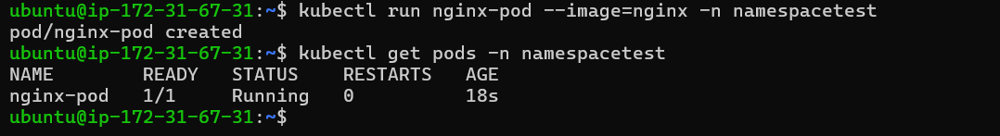 ubuntu@ip-172-31-67-31:~$ kubectl run nginx-pod --image=nginx -n namespacetest
pod/nginx-pod created
ubuntu@ip-172-31-67-31:~$ kubectl get pods -n namespacetest
NAME        READY   STATUS    RESTARTS   AGE
nginx-pod   1/1     Running   0          18s
ubuntu@ip-172-31-67-31:~$